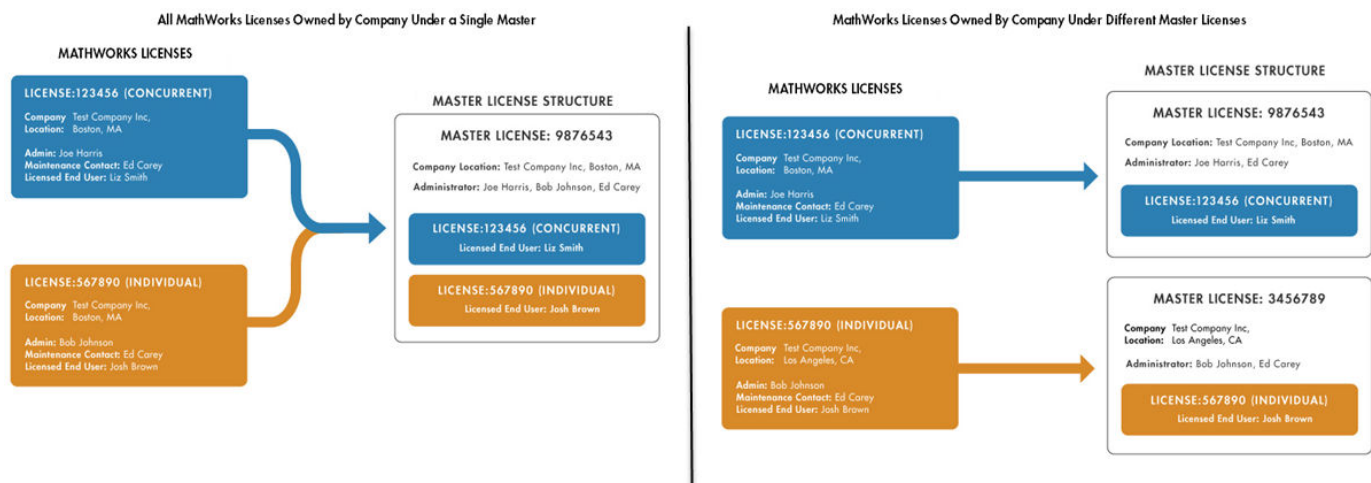 All MathWorks Licenses Owned by Company Under a Single Master
MATHWORKS LICENSES
LICENSE:123456 (CONCURRENT)
Company Test Company Inc,
Location: Boston, MA
Admin: Joe Harris
Maintenance Contact: Ed Carey
Licensed End User: Liz Smith
LICENSE:567890 (INDIVIDUAL)
Company Test Company Inc,
Location: Boston, MA
Admin: Bob Johnson
Maintenance Contact: Ed Carey
Licensed End User: Josh Brown
MASTER LICENSE STRUCTURE
MASTER LICENSE: 9876543
Company Location: Test Company Inc, Boston, MA
Administrator: Joe Harris, Bob Johnson, Ed Carey
LICENSE:123456 (CONCURRENT)
Licensed End User: Liz Smith
LICENSE:567890 (INDIVIDUAL)
Licensed End User: Josh Brown
MathWorks Licenses Owned By Company Under Different Master Licenses
MATHWORKS LICENSES
LICENSE:123456 (CONCURRENT)
Company Test Company Inc,
Location: Boston, MA
Admin: Joe Harris
Maintenance Contact: Ed Carey
Licensed End User: Liz Smith
LICENSE:567890 (INDIVIDUAL)
Company Test Company Inc,
Location: Los Angeles, CA
Admin: Bob Johnson
Maintenance Contact: Ed Carey
Licensed End User: Josh Brown
MASTER LICENSE STRUCTURE
MASTER LICENSE: 9876543
Company Location: Test Company Inc, Boston, MA
Administrator: Joe Harris, Ed Carey
LICENSE:123456 (CONCURRENT)
Licensed End User: Liz Smith
MASTER LICENSE: 3456789
Company Test Company Inc,
Location: Los Angeles, CA
Administrator: Bob Johnson, Ed Carey
LICENSE:567890 (INDIVIDUAL)
Licensed End User: Josh Brown